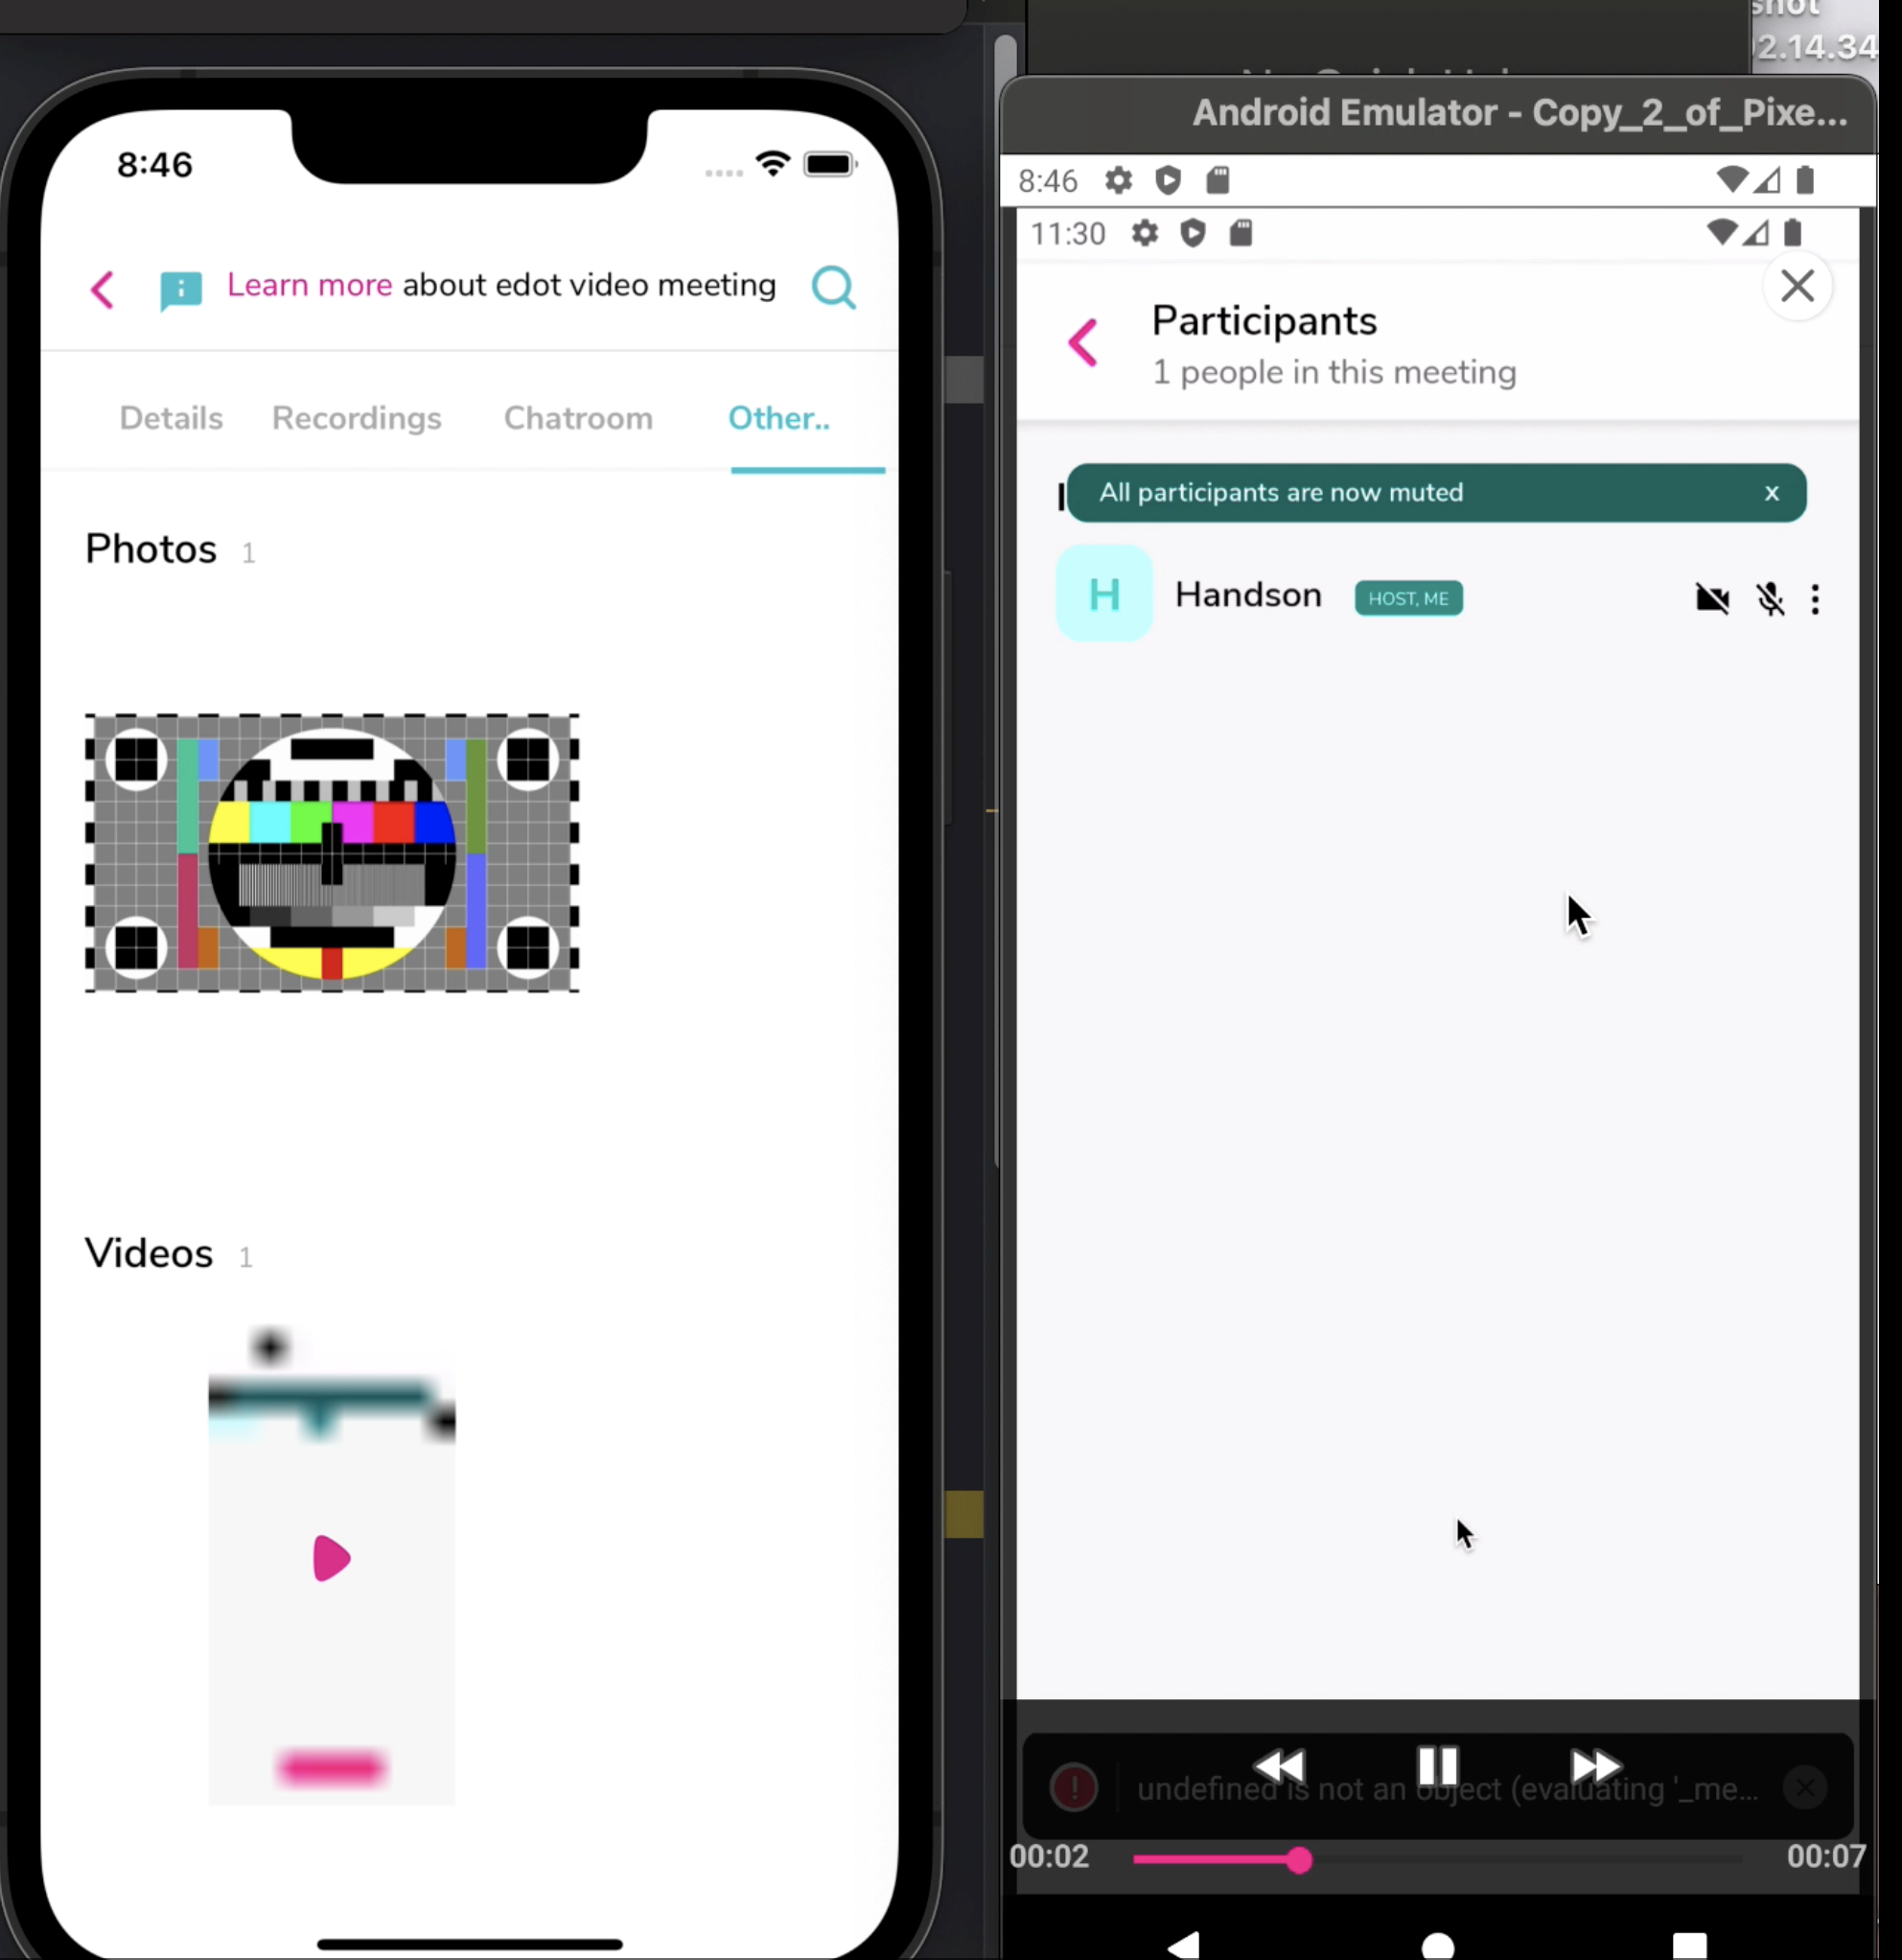 shot
2.14.34
Android Emulator - Copy_2_of_Pixe...
8:46
Learn more about edot video meeting
Details Recordings Chatroom Other..
Photos 1
Videos 1
8:46
11:30
Participants
1 people in this meeting
All participants are now muted x
H Handson HOST, ME
undefined is not an object (evaluating '_me...
00:02 00:07